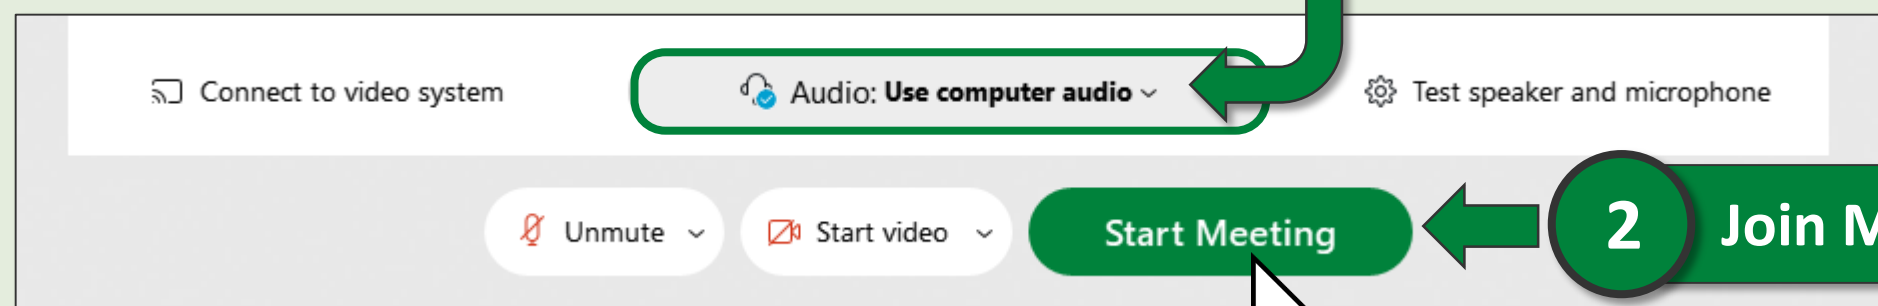 Connect to video system
Audio: Use computer audio
Test speaker and microphone
Unmute
Start video
Start Meeting
2
Join